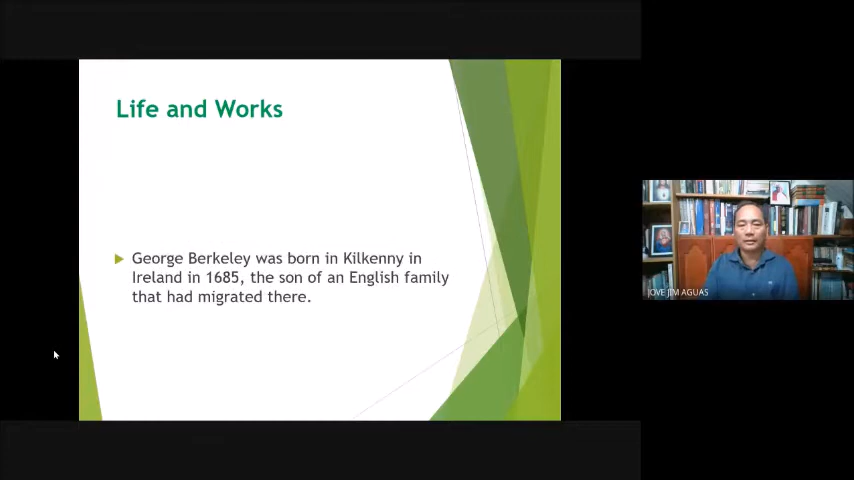 Life and Works
George Berkeley was born in Kilkenny in
Ireland in 1685, the son of an English family
that had migrated there.
JOVE JIM AGUAS